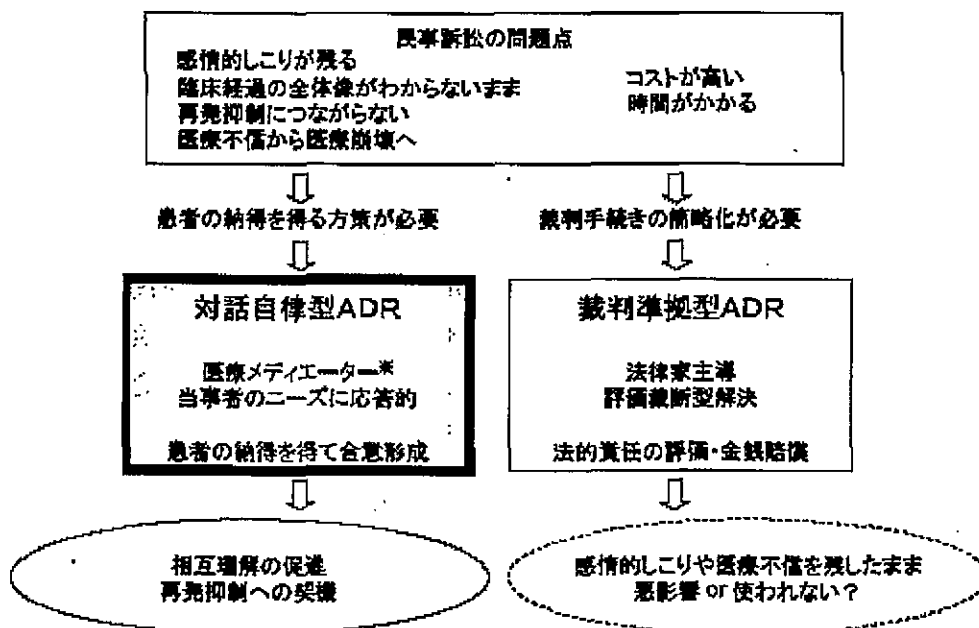 民事訴訟の問題点
感情的しこりが残る
臨床経過の全体像がわからないまま
再発抑制につながらない
医療不信から医療崩壊へ
コストが高い
時間がかかる
患者の納得を得る方策が必要
裁判手続きの簡略化が必要
対話自律型ADR
医療メディエーター※
当事者のニーズに応答的
患者の納得を得て合意形成
裁判準拠型ADR
法律家主導
評価裁断型解決
法的責任の評価・金銭賠償
相互理解の促進
再発抑制への契機
感情的しこりや医療不信を残したまま
悪影響 or 使われない？